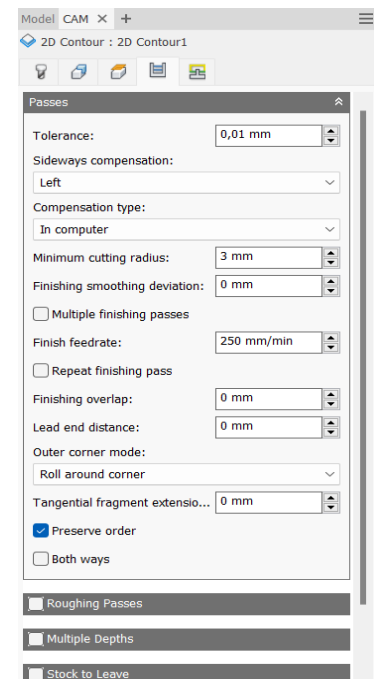 Model CAM × +
2D Contour : 2D Contour1
Passes
Tolerance: 0,01 mm
Sideways compensation:
Left
Compensation type:
In computer
Minimum cutting radius: 3 mm
Finishing smoothing deviation: 0 mm
Multiple finishing passes
Finish feedrate: 250 mm/min
Repeat finishing pass
Finishing overlap: 0 mm
Lead end distance: 0 mm
Outer corner mode:
Roll around corner
Tangential fragment extensio... 0 mm
Preserve order
Both ways
Roughing Passes
Multiple Depths
Stock to Leave